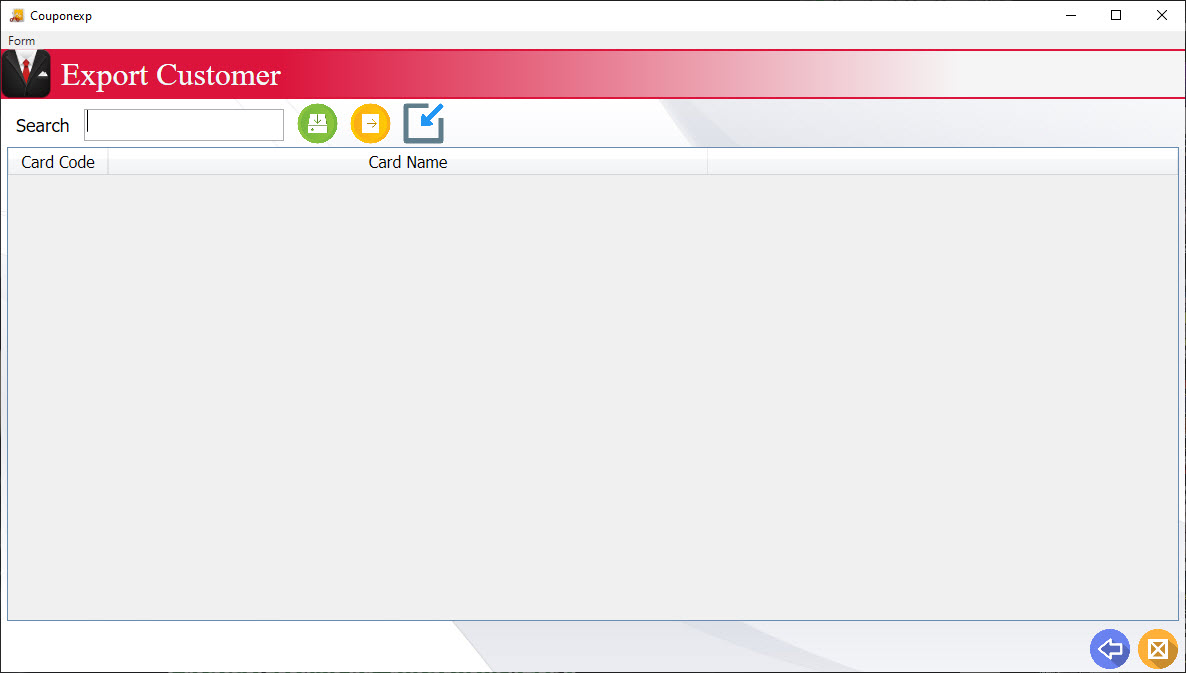 Couponexp
Form
Export Customer
Search
Card Code
Card Name